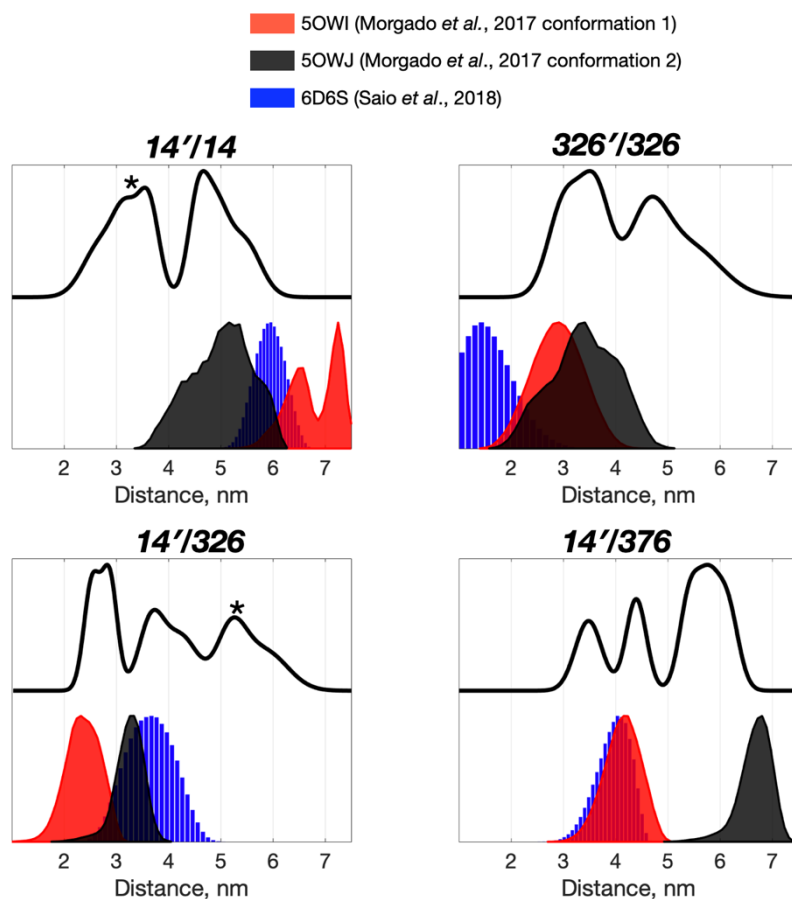 5OWI (Morgado et al., 2017 conformation 1)
5OWJ (Morgado et al., 2017 conformation 2)
6D6S (Saio et al., 2018)
14′/14
326′/326
*
2 3 4 5 6 7
Distance, nm
2 3 4 5 6 7
Distance, nm
14′/326
14′/376
*
2 3 4 5 6 7
Distance, nm
2 3 4 5 6 7
Distance, nm